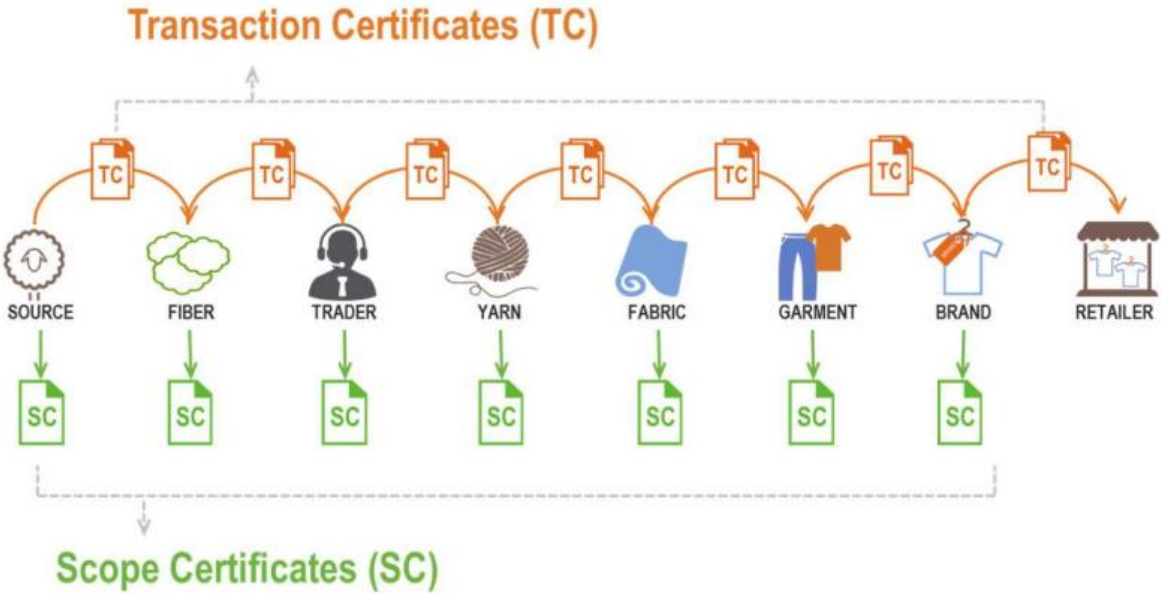 Transaction Certificates (TC)
TC TC TC TC TC TC TC
SOURCE FIBER TRADER YARN FABRIC GARMENT BRAND RETAILER
SC SC SC SC SC SC SC
Scope Certificates (SC)